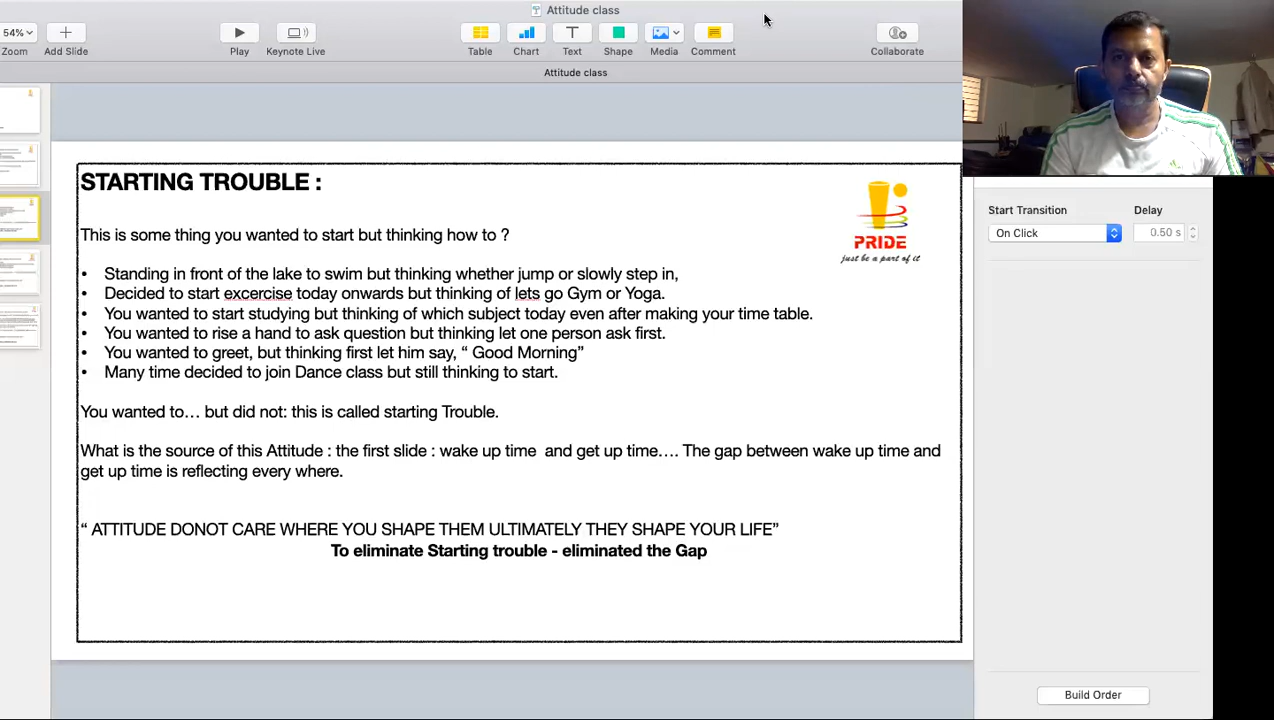 Attitude class
54%
Zoom
Add Slide
Play
Keynote Live
Table
Chart
Text
Shape
Media
Comment
Collaborate
Attitude class
STARTING TROUBLE :
PRIDE
just be a part of it
This is some thing you wanted to start but thinking how to ?
• Standing in front of the lake to swim but thinking whether jump or slowly step in,
• Decided to start excercise today onwards but thinking of lets go Gym or Yoga.
• You wanted to start studying but thinking of which subject today even after making your time table.
• You wanted to rise a hand to ask question but thinking let one person ask first.
• You wanted to greet, but thinking first let him say, “ Good Morning”
• Many time decided to join Dance class but still thinking to start.
You wanted to… but did not: this is called starting Trouble.
What is the source of this Attitude : the first slide : wake up time  and get up time…. The gap between wake up time and
get up time is reflecting every where.
“ ATTITUDE DONOT CARE WHERE YOU SHAPE THEM ULTIMATELY THEY SHAPE YOUR LIFE”
To eliminate Starting trouble - eliminated the Gap
Start Transition
Delay
On Click
0.50 s
Build Order